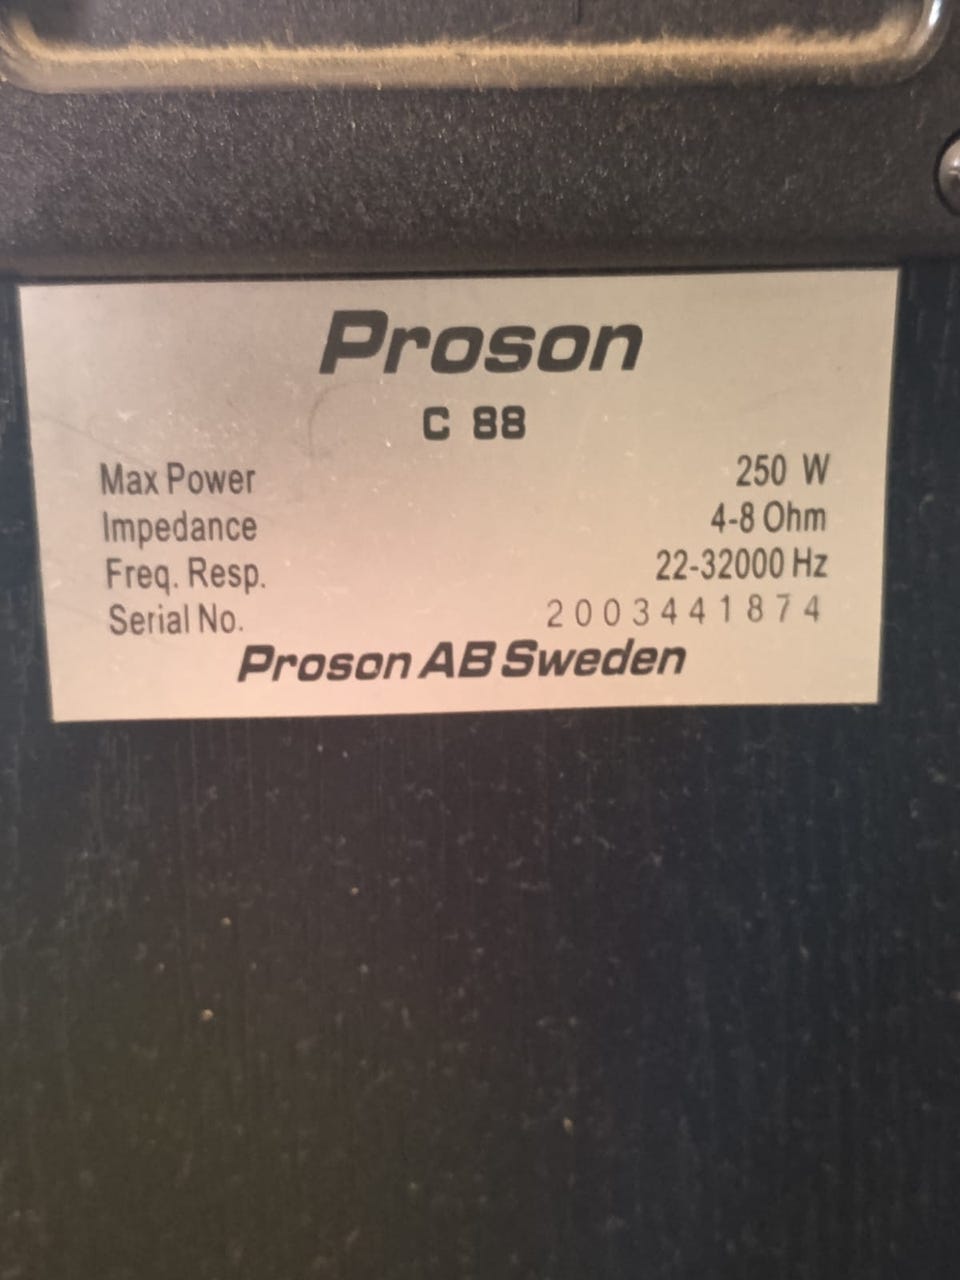 Proson
C 88
Max Power 250 W
Impedance 4-8 Ohm
Freq. Resp. 22-32000 Hz
Serial No. 2003441874
Proson AB Sweden